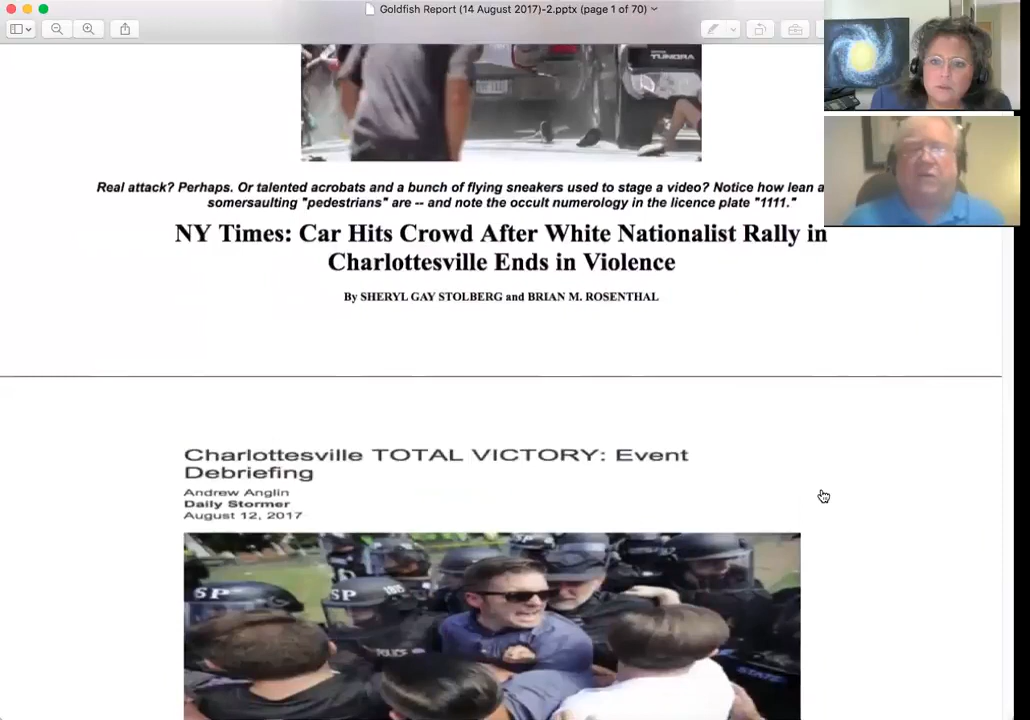 Goldfish Report (14 August 2017)-2.pptx (page 1 of 70)
TUNDRA
Real attack? Perhaps. Or talented acrobats and a bunch of flying sneakers used to stage a video? Notice how lean a
somersaulting "pedestrians" are -- and note the occult numerology in the licence plate "1111."
NY Times: Car Hits Crowd After White Nationalist Rally in
Charlottesville Ends in Violence
By SHERYL GAY STOLBERG and BRIAN M. ROSENTHAL
Charlottesville TOTAL VICTORY: Event
Debriefing
Andrew Anglin
Daily Stormer
August 12, 2017
SP
SP
188
POLICE
STATE